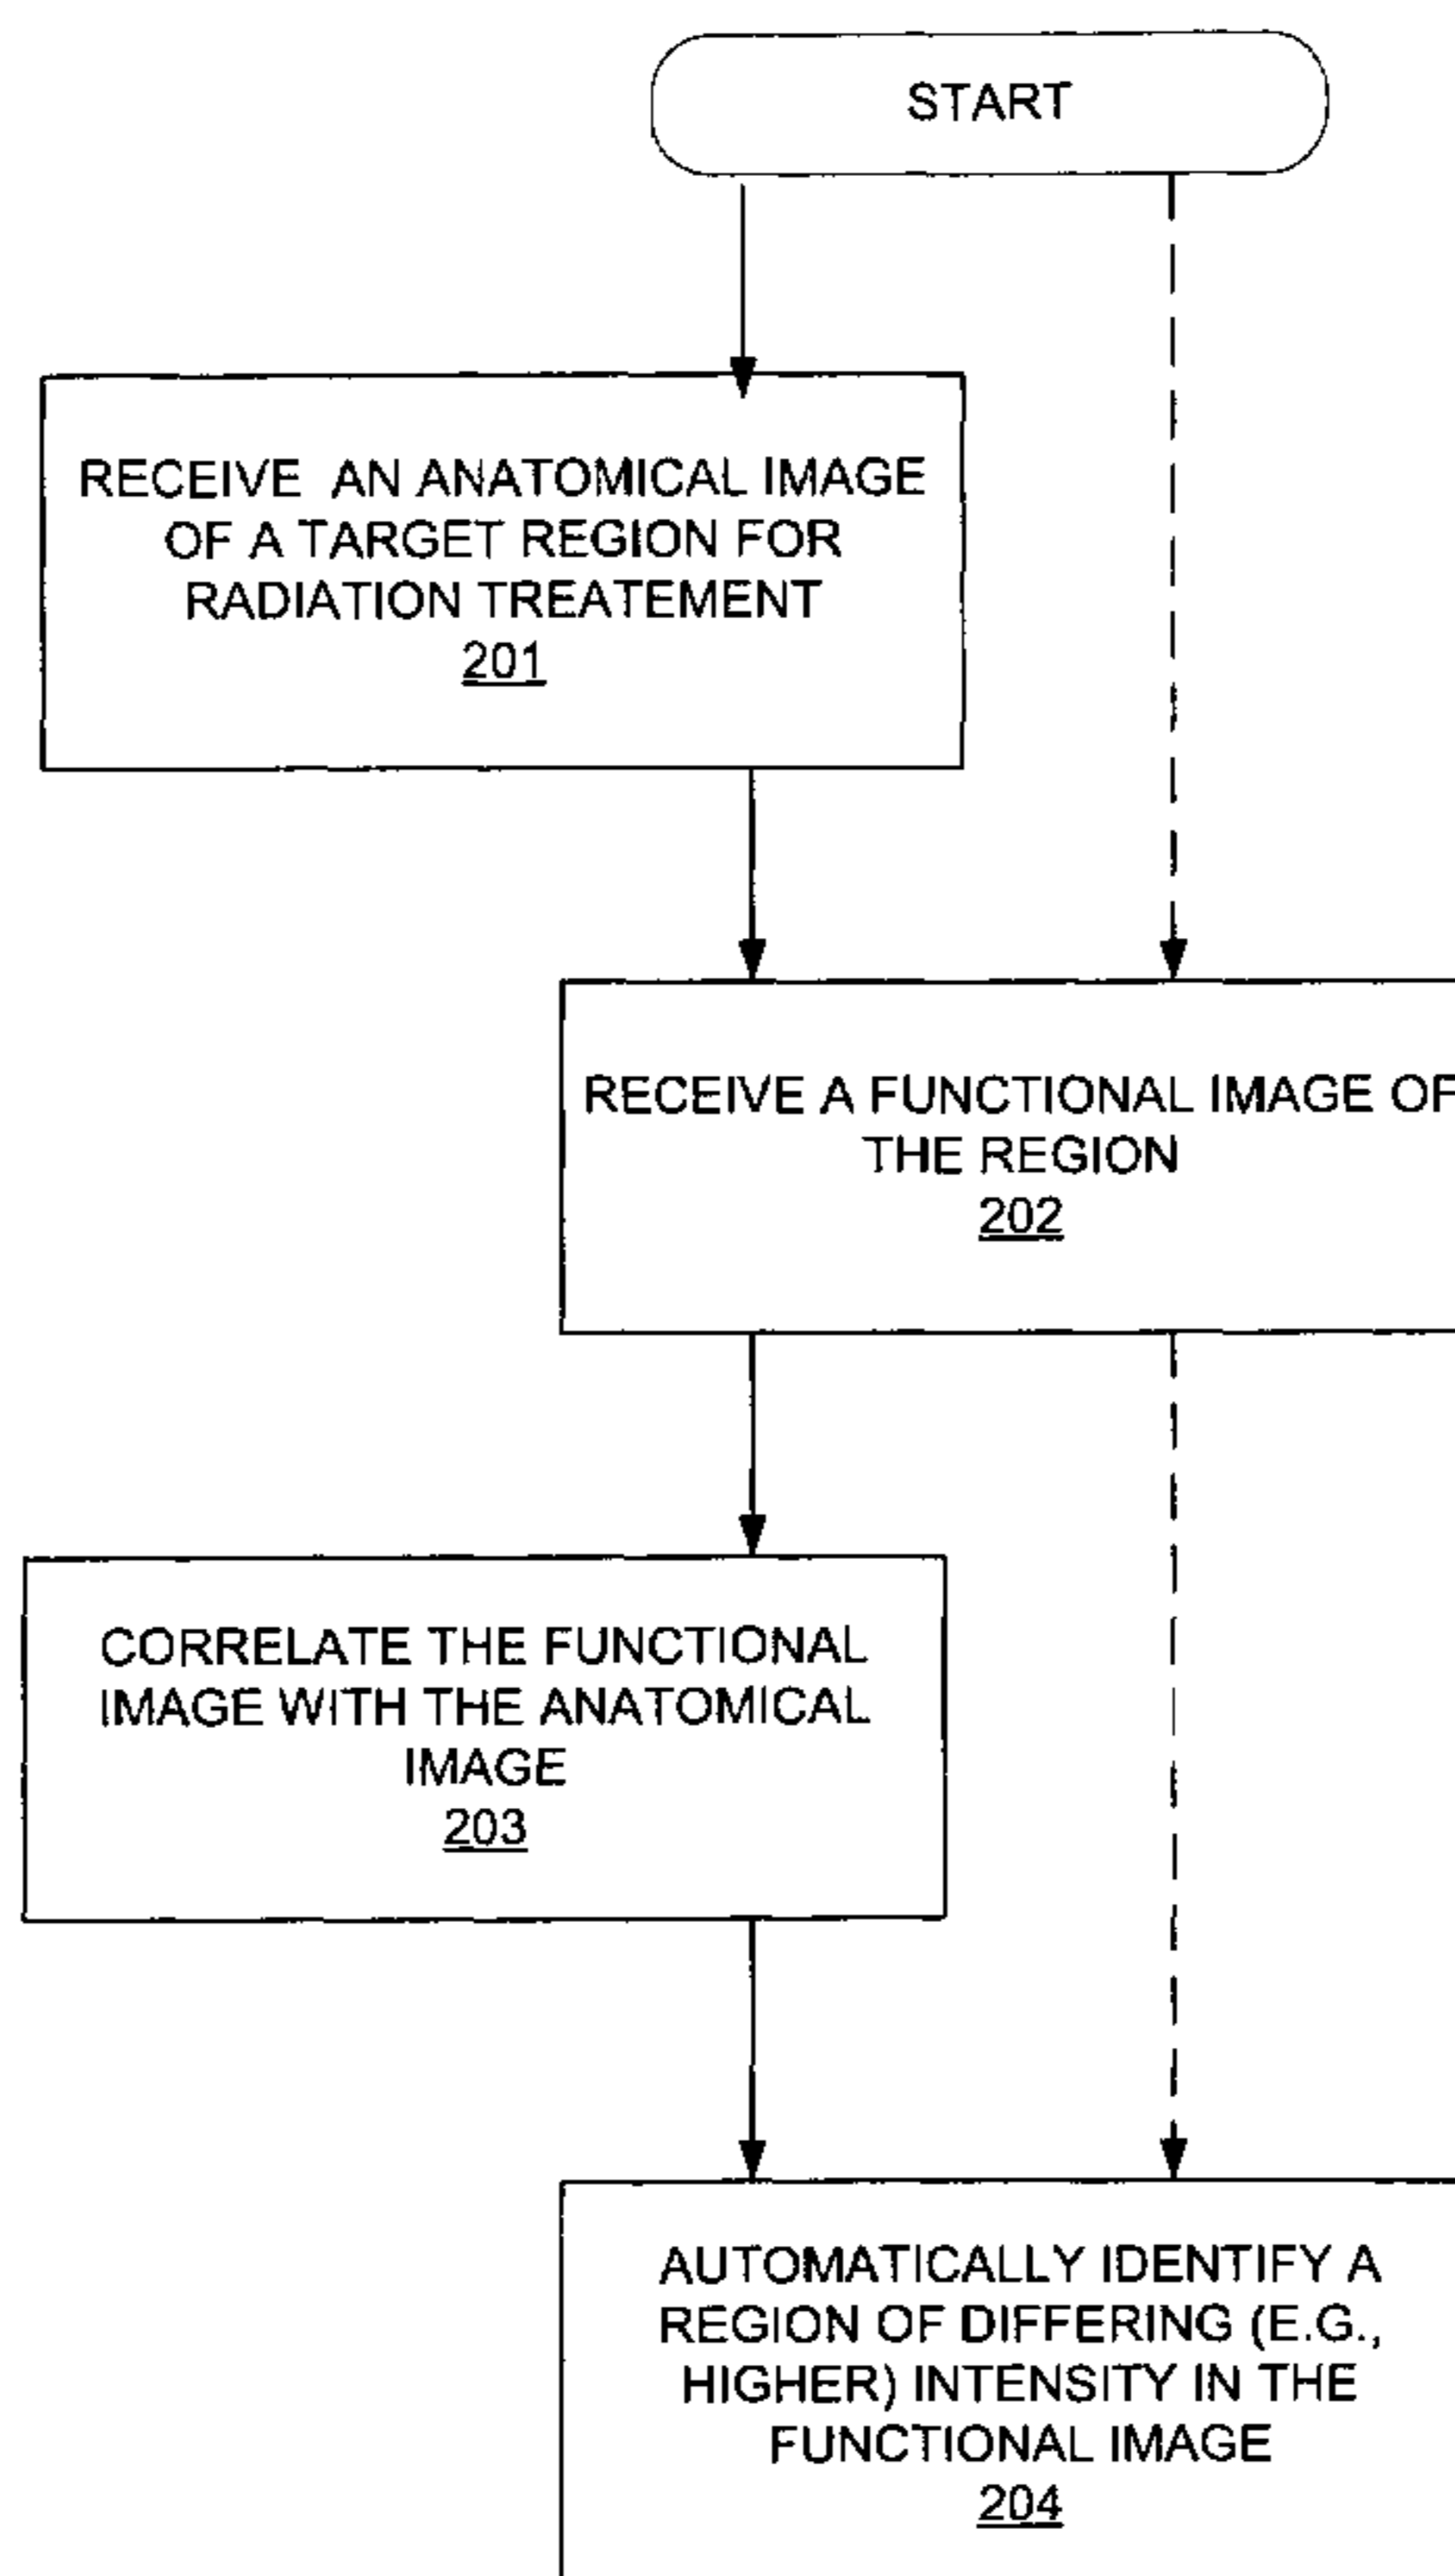 START
RECEIVE AN ANATOMICAL IMAGE
OF A TARGET REGION FOR
RADIATION TREATEMENT
201
RECEIVE A FUNCTIONAL IMAGE OF
THE REGION
202
CORRELATE THE FUNCTIONAL
IMAGE WITH THE ANATOMICAL
IMAGE
203
AUTOMATICALLY IDENTIFY A
REGION OF DIFFERING (E.G.,
HIGHER) INTENSITY IN THE
FUNCTIONAL IMAGE
204